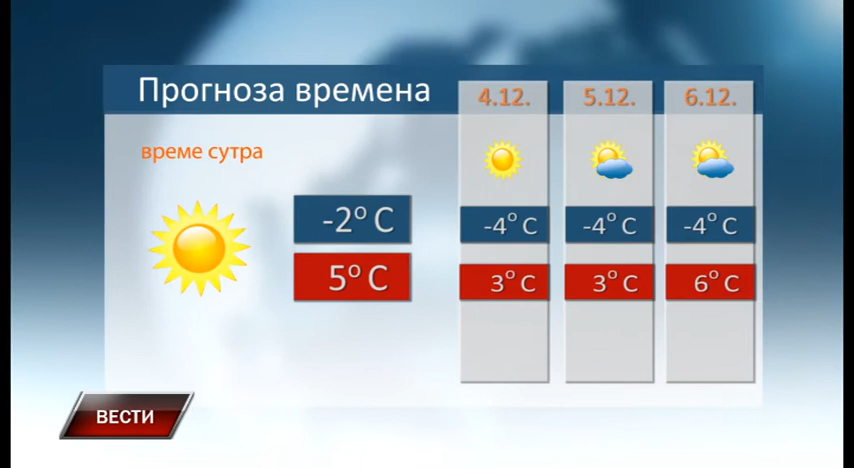 Прогноза времена
време сутра
-2° C
5° C
4.12.
-4° C
3° C
5.12.
-4° C
3° C
6.12.
-4° C
6° C
ВЕСТИ